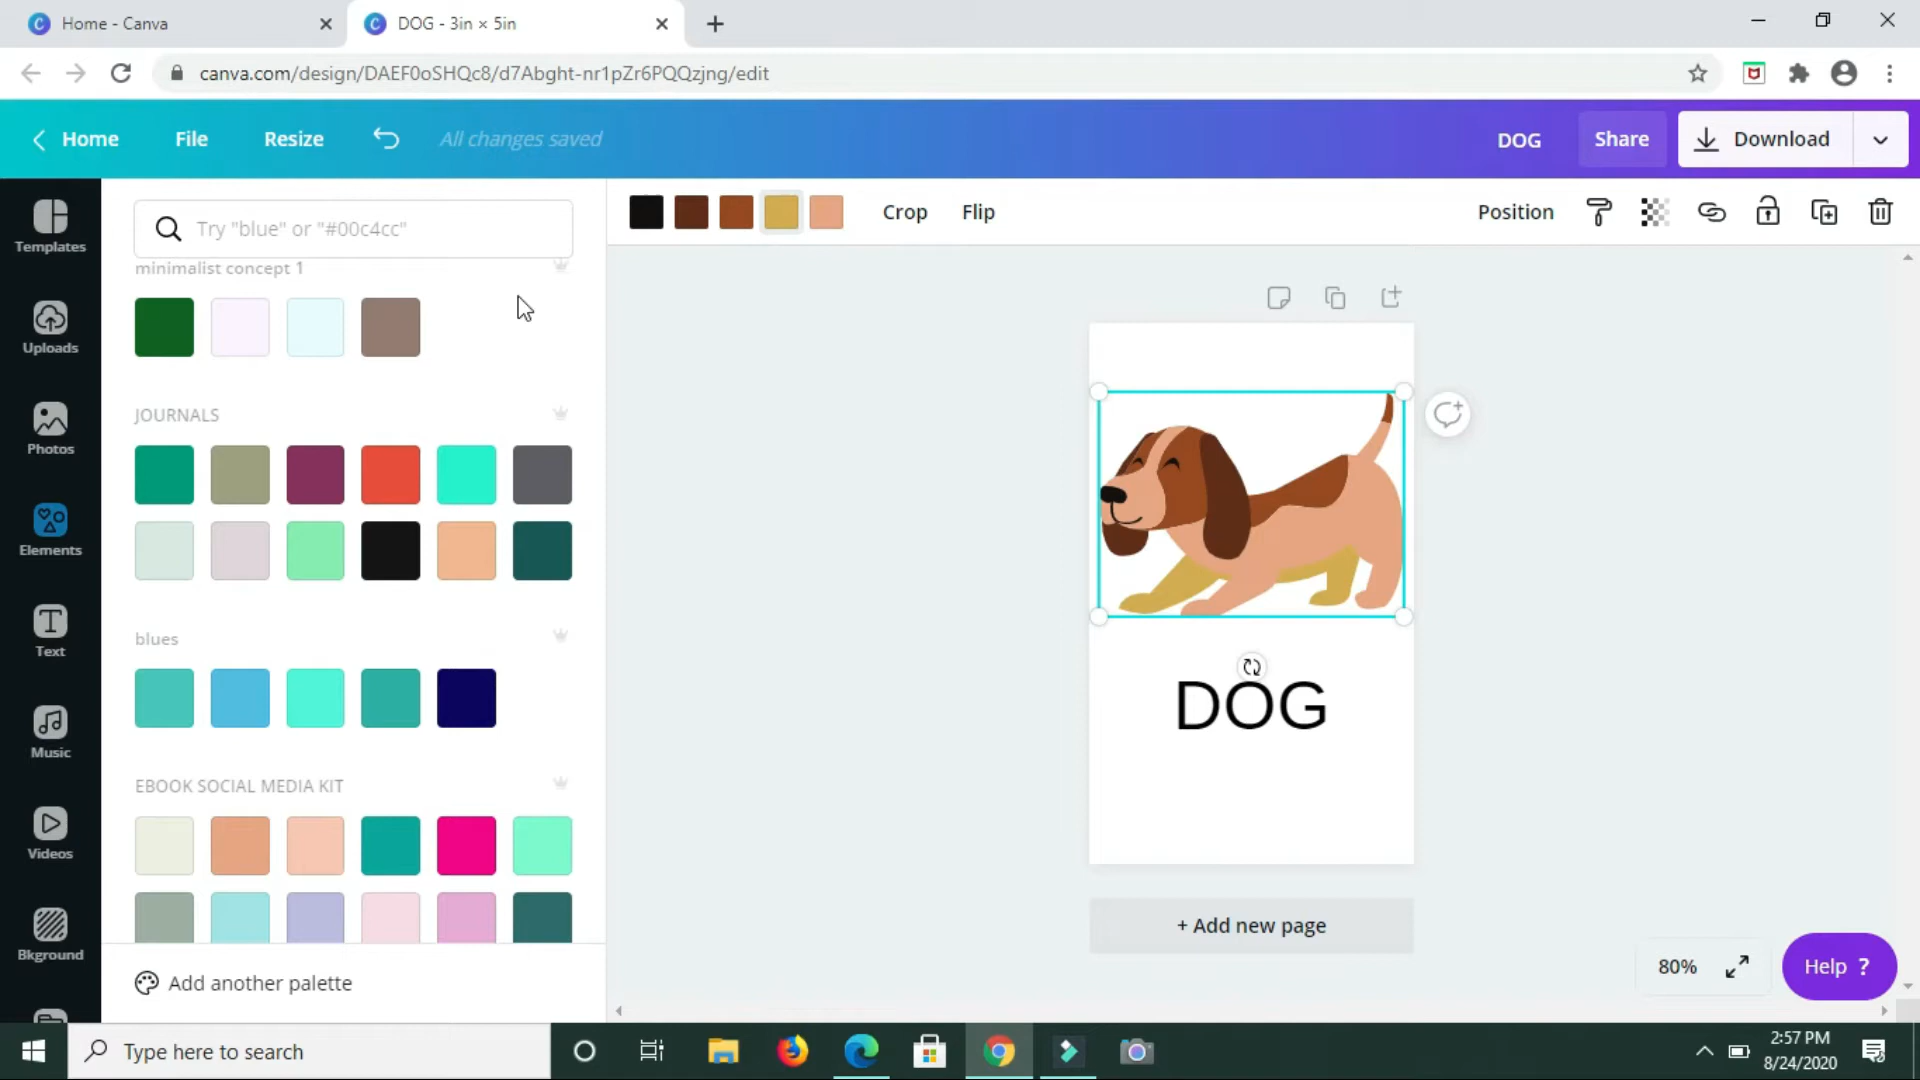 Home - Canva
DOG - 3in × 5in
canva.com/design/DAEF0oSHQc8/d7Abght-nr1pZr6PQQzjng/edit
Home
File
Resize
All changes saved
DOG
Share
Download
Templates
Uploads
Photos
Elements
Text
Music
Videos
Bkground
Try "blue" or "#00c4cc"
minimalist concept 1
JOURNALS
blues
EBOOK SOCIAL MEDIA KIT
Add another palette
Crop
Flip
Position
DOG
+ Add new page
80%
Help ?
Type here to search
2:57 PM
8/24/2020